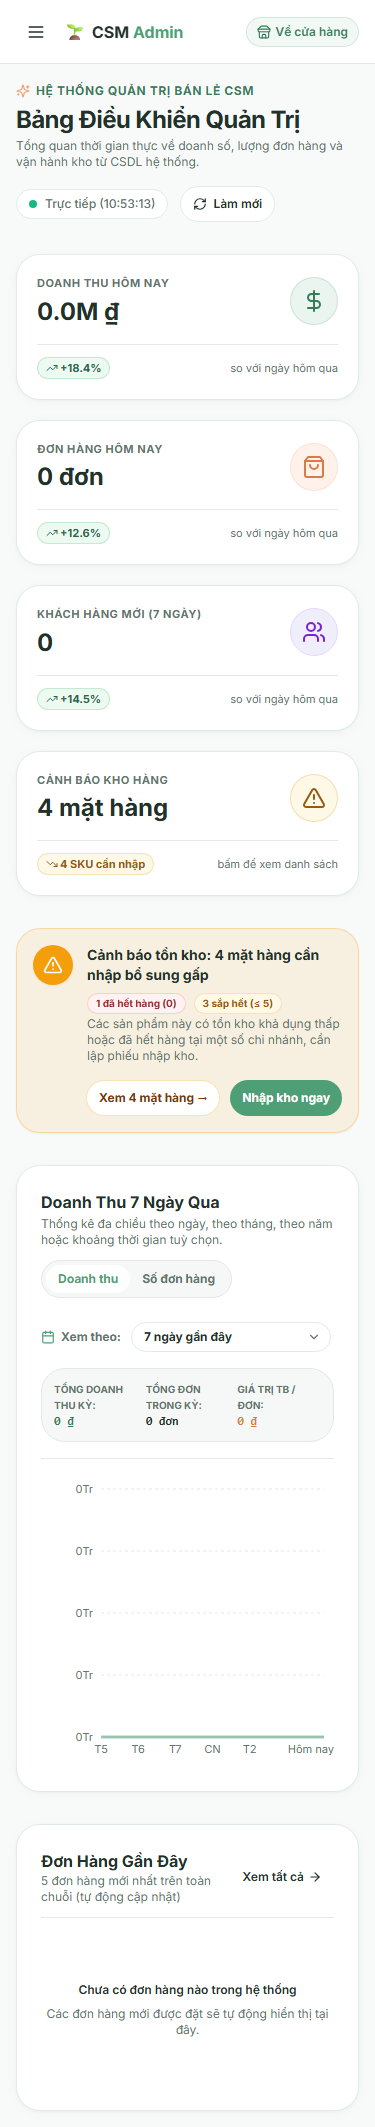 CSM Admin
Về cửa hàng
HỆ THỐNG QUẢN TRỊ BÁN LẺ CSM
Bảng Điều Khiển Quản Trị
Tổng quan thời gian thực về doanh số, lượng đơn hàng và
vận hành kho từ CSDL hệ thống.
Trực tiếp (10:53:13)
Làm mới
DOANH THU HÔM NAY
0.0M ₫
+18.4%
so với ngày hôm qua
ĐƠN HÀNG HÔM NAY
0 đơn
+12.6%
so với ngày hôm qua
KHÁCH HÀNG MỚI (7 NGÀY)
0
+14.5%
so với ngày hôm qua
CẢNH BÁO KHO HÀNG
4 mặt hàng
4 SKU cần nhập
bấm để xem danh sách
Cảnh báo tồn kho: 4 mặt hàng cần
nhập bổ sung gấp
1 đã hết hàng (0)
3 sắp hết (≤ 5)
Các sản phẩm này có tồn kho khả dụng thấp
hoặc đã hết hàng tại một số chi nhánh, cần
lập phiếu nhập kho.
Xem 4 mặt hàng →
Nhập kho ngay
Doanh Thu 7 Ngày Qua
Thống kê đa chiều theo ngày, theo tháng, theo năm
hoặc khoảng thời gian tuỳ chọn.
Doanh thu
Số đơn hàng
Xem theo:
7 ngày gần đây
TỔNG DOANH
THU KỲ:
0 ₫
TỔNG ĐƠN
TRONG KỲ:
0 đơn
GIÁ TRỊ TB /
ĐƠN:
0 ₫
0Tr
0Tr
0Tr
0Tr
0Tr
T5 T6 T7 CN T2 Hôm nay
Đơn Hàng Gần Đây
5 đơn hàng mới nhất trên toàn
chuỗi (tự động cập nhật)
Xem tất cả →
Chưa có đơn hàng nào trong hệ thống
Các đơn hàng mới được đặt sẽ tự động hiển thị tại
đây.